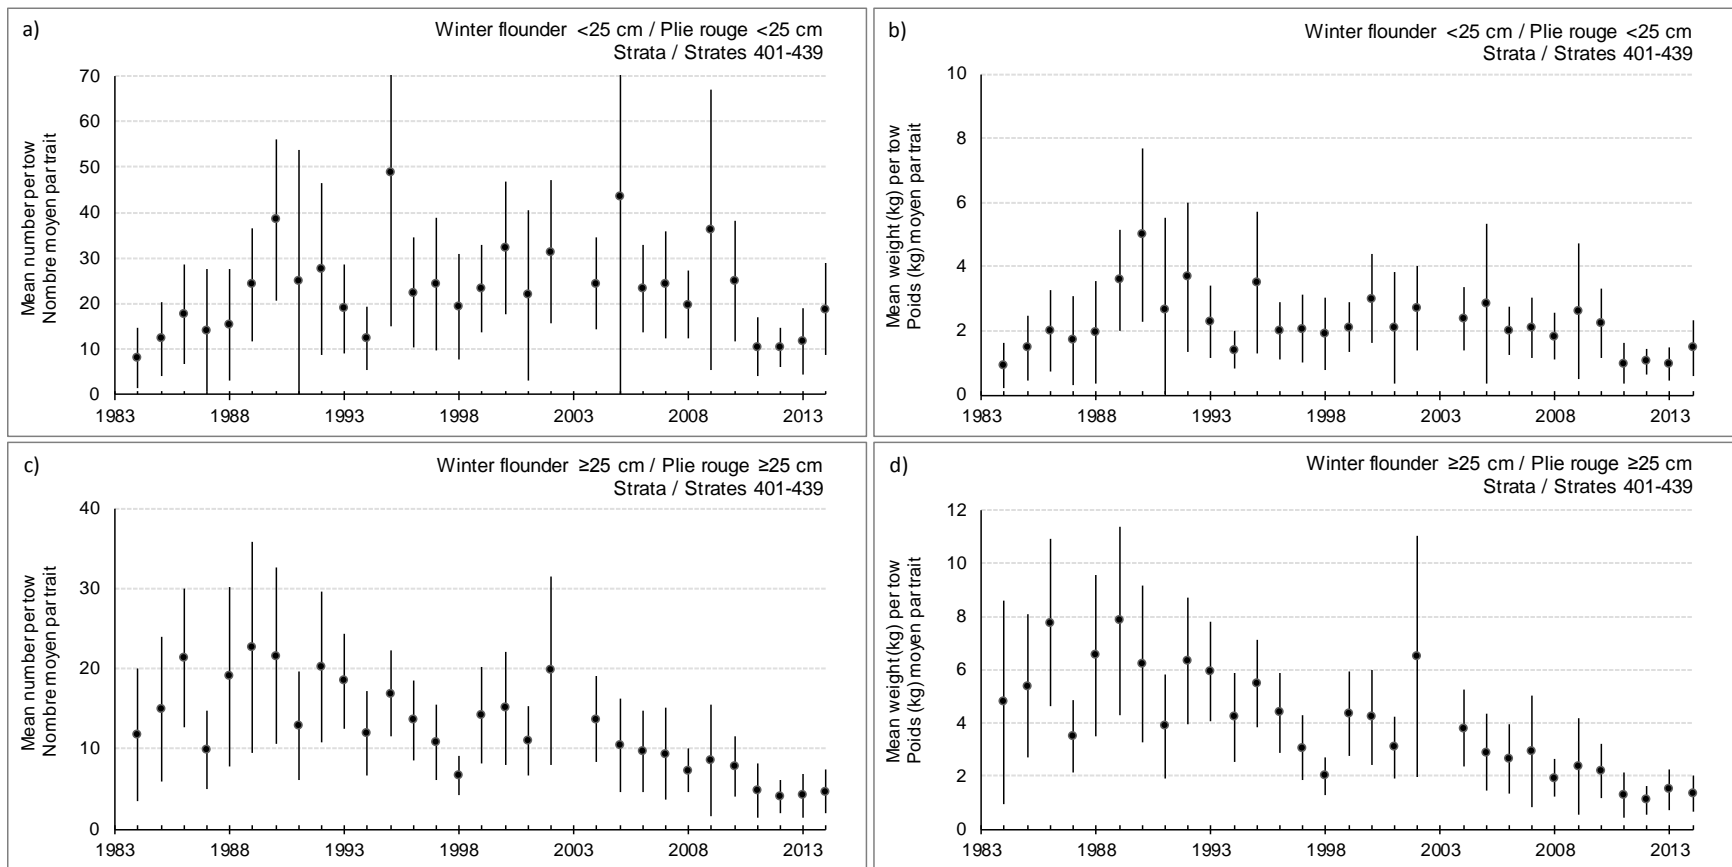 a)
Winter flounder <25 cm / Plie rouge <25 cm
Strata / Strates 401-439
Mean number per tow
Nombre moyen par trait
70
60
50
40
30
20
10
0
1983 1988 1993 1998 2003 2008 2013
b)
Winter flounder <25 cm / Plie rouge <25 cm
Strata / Strates 401-439
Mean weight (kg) per tow
Poids (kg) moyen par trait
10
8
6
4
2
0
1983 1988 1993 1998 2003 2008 2013
c)
Winter flounder ≥25 cm / Plie rouge ≥25 cm
Strata / Strates 401-439
Mean number per tow
Nombre moyen par trait
40
30
20
10
0
1983 1988 1993 1998 2003 2008 2013
d)
Winter flounder ≥25 cm / Plie rouge ≥25 cm
Strata / Strates 401-439
Mean weight (kg) per tow
Poids (kg) moyen par trait
12
10
8
6
4
2
0
1983 1988 1993 1998 2003 2008 2013